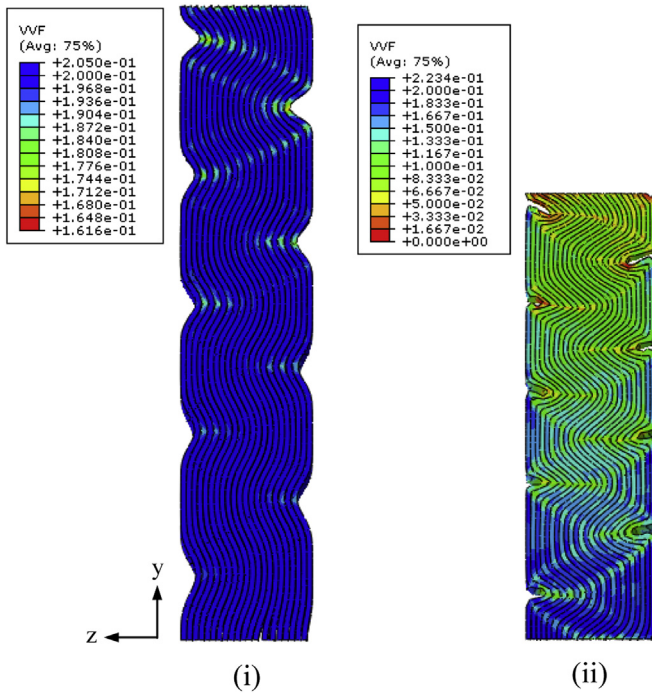 VVF
(Avg: 75%)
+2.050e-01
+2.000e-01
+1.968e-01
+1.936e-01
+1.904e-01
+1.872e-01
+1.840e-01
+1.808e-01
+1.776e-01
+1.744e-01
+1.712e-01
+1.680e-01
+1.648e-01
+1.616e-01
VVF
(Avg: 75%)
+2.234e-01
+2.000e-01
+1.833e-01
+1.667e-01
+1.500e-01
+1.333e-01
+1.167e-01
+1.000e-01
+8.333e-02
+6.667e-02
+5.000e-02
+3.333e-02
+1.667e-02
+0.000e+00
y
z
(i)
(ii)